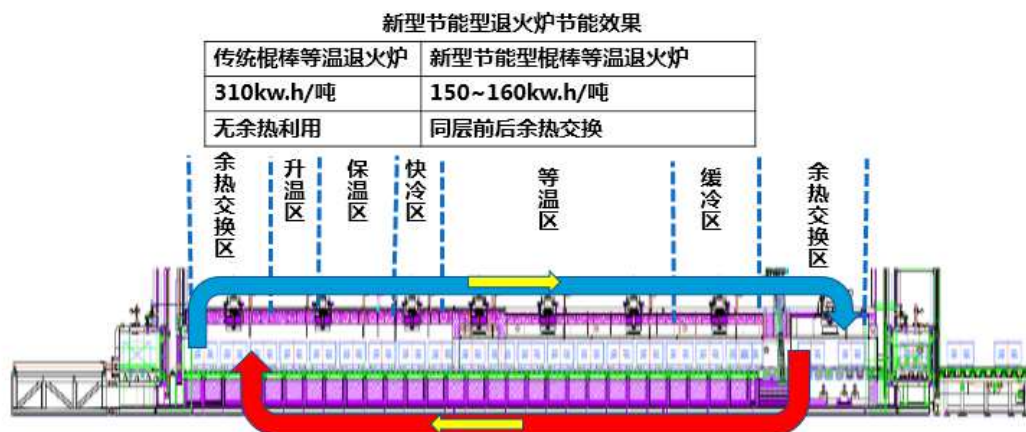 新型节能型退火炉节能效果
传统棍棒等温退火炉 新型节能型棍棒等温退火炉
310kw.h/吨 150~160kw.h/吨
无余热利用 同层前后余热交换
余热交换区
升温区
保温区
快冷区
等温区
缓冷区
余热交换区